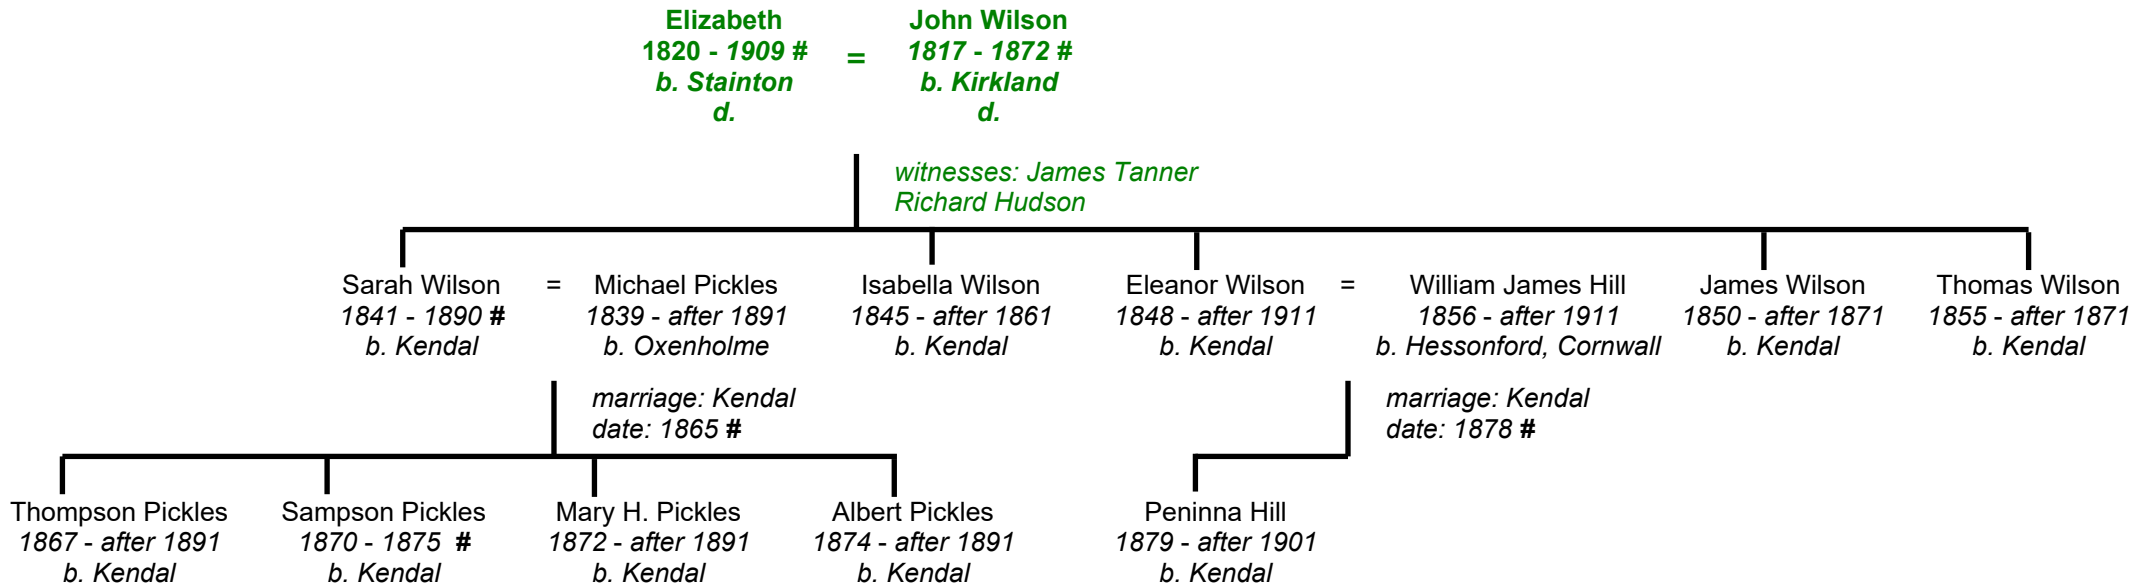 Elizabeth
1820 - 1909 #
b. Stainton
d.
=
John Wilson
1817 - 1872 #
b. Kirkland
d.
witnesses: James Tanner
Richard Hudson
Sarah Wilson
1841 - 1890 #
b. Kendal
=
Michael Pickles
1839 - after 1891
b. Oxenholme
Isabella Wilson
1845 - after 1861
b. Kendal
Eleanor Wilson
1848 - after 1911
b. Kendal
=
William James Hill
1856 - after 1911
b. Hessonford, Cornwall
James Wilson
1850 - after 1871
b. Kendal
Thomas Wilson
1855 - after 1871
b. Kendal
marriage: Kendal
date: 1865 #
marriage: Kendal
date: 1878 #
Thompson Pickles
1867 - after 1891
b. Kendal
Sampson Pickles
1870 - 1875 #
b. Kendal
Mary H. Pickles
1872 - after 1891
b. Kendal
Albert Pickles
1874 - after 1891
b. Kendal
Peninna Hill
1879 - after 1901
b. Kendal